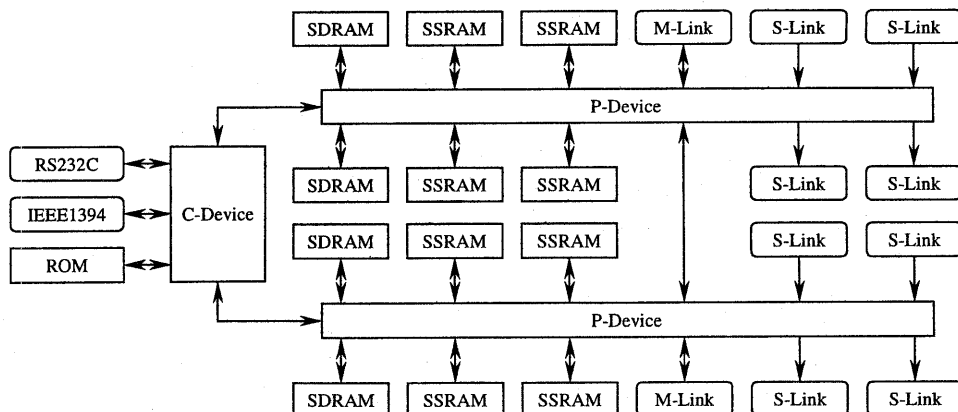 SDRAM SSRAM SSRAM M-Link S-Link S-Link
P-Device
RS232C
IEEE1394
ROM
C-Device
SDRAM SSRAM SSRAM S-Link S-Link
SDRAM SSRAM SSRAM S-Link S-Link
P-Device
SDRAM SSRAM SSRAM M-Link S-Link S-Link